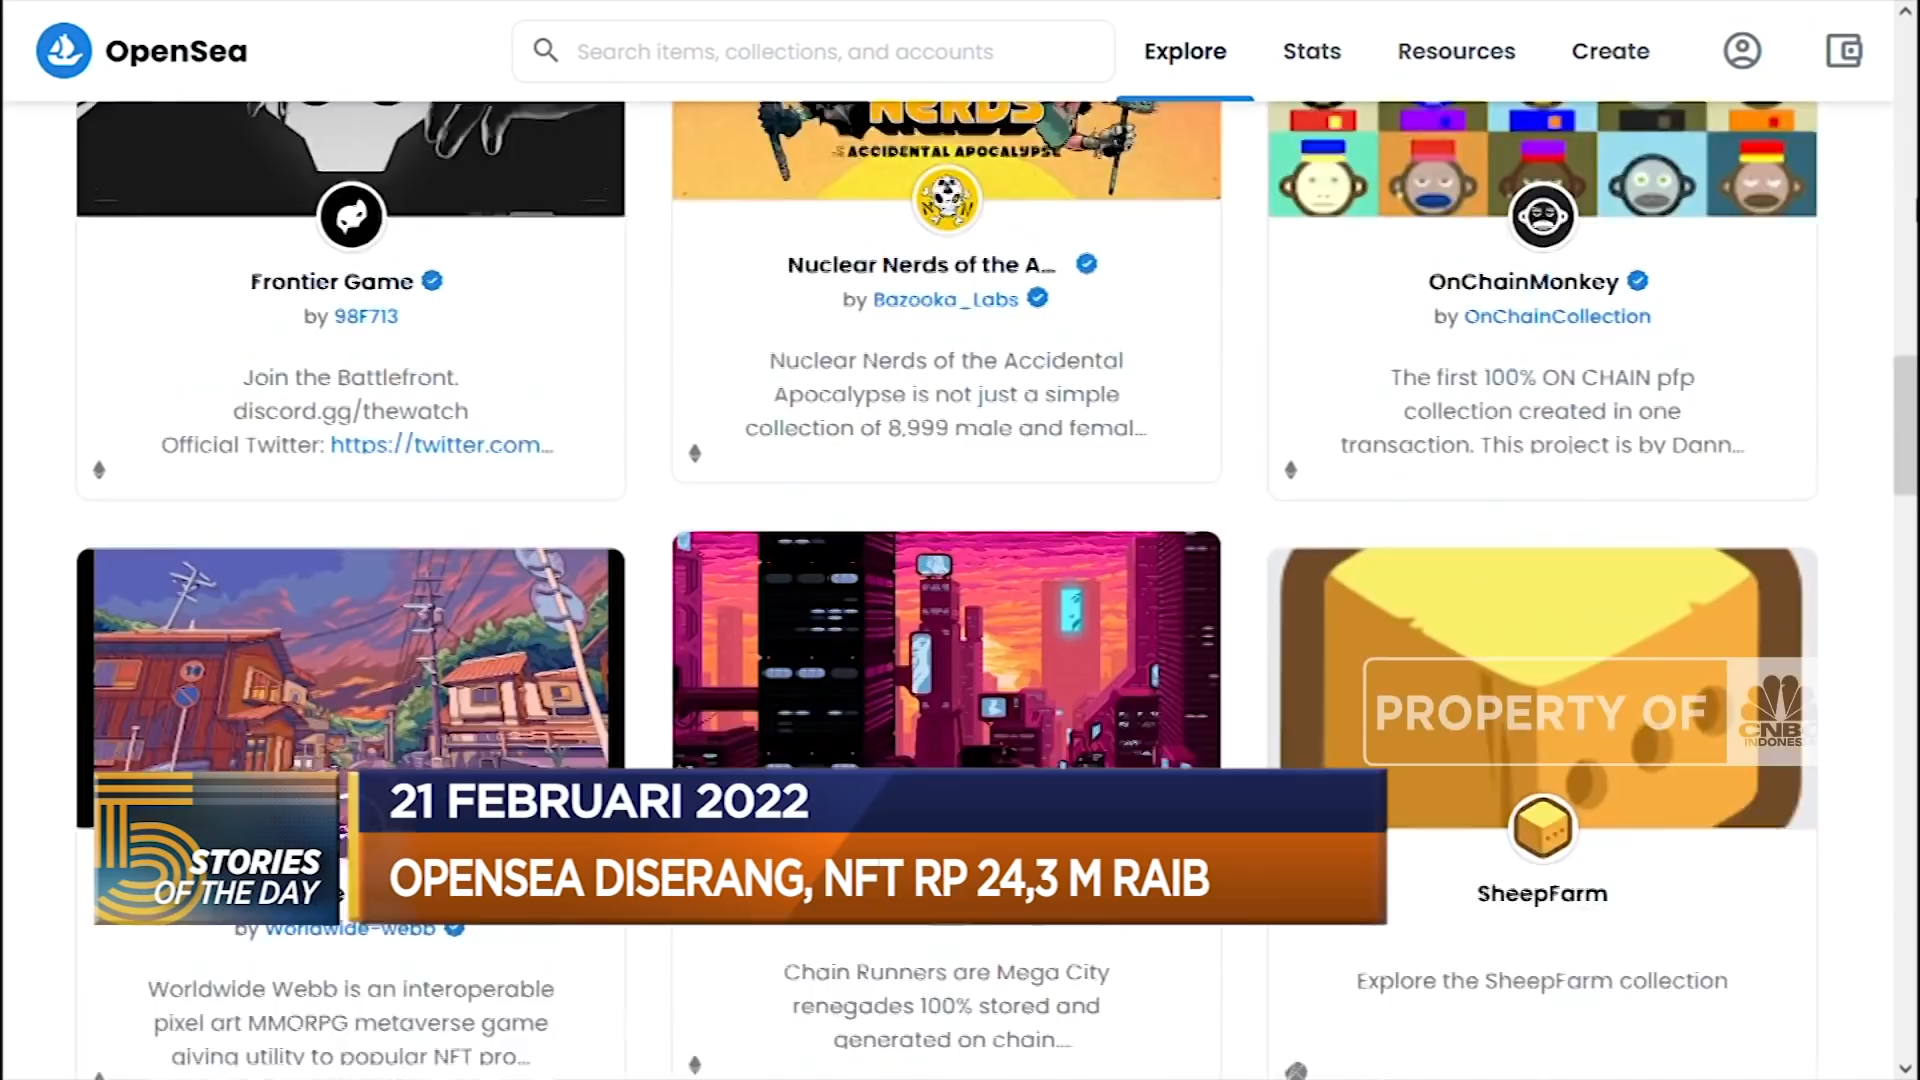 OpenSea
Search items, collections, and accounts
Explore
Stats
Resources
Create
NERDS
ACCIDENTAL APOCALYPSE
Frontier Game
by 98F713
Join the Battlefront.
discord.gg/thewatch
Official Twitter: https://twitter.com...
Nuclear Nerds of the A...
by Bazooka_Labs
Nuclear Nerds of the Accidental
Apocalypse is not just a simple
collection of 8,999 male and femal...
OnChainMonkey
by OnChainCollection
The first 100% ON CHAIN pfp
collection created in one
transaction. This project is by Dann...
PROPERTY OF
CNBC
INDONESIA
5
STORIES
OF THE DAY
21 FEBRUARI 2022
OPENSEA DISERANG, NFT RP 24,3 M RAIB
by Worldwide-webb
Worldwide Webb is an interoperable
pixel art MMORPG metaverse game
giving utility to popular NFT pro...
Chain Runners are Mega City
renegades 100% stored and
generated on chain....
SheepFarm
Explore the SheepFarm collection